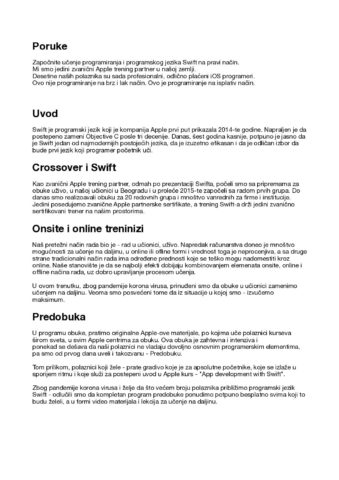 Poruke
Započnite učenje programiranja i programskog jezika Swift na pravi način.
Mi smo jedini zvanični Apple trening partner u našoj zemlji.
Desetine naših polaznika su sada profesionalni, odlično plaćeni iOS programeri.
Ovo nije programiranje na brz i lak način. Ovo je programiranje na isplativ način.
Uvod
Swift je programski jezik koji je kompanija Apple prvi put prikazala 2014-te godine. Napraljen je da
postepeno zameni Objective C posle tri decenije. Danas, šest godina kasnije, potpuno je jasno da
je Swift jedan od najmodernijih postojećih jezika, da je izuzetno efikasan i da je odličan izbor da
bude prvi jezik koji programer početnik uči.
Crossover i Swift
Kao zvanični Apple trening partner, odmah po prezentaciji Swifta, počeli smo sa pripremama za
obuke uživo, u našoj učionici u Beogradu i u proleće 2015-te započeli sa radom prvih grupa. Do
danas smo realizovali obuku za 20 redovnih grupa i mnoštvo vanrednih za firme i institucije.
Jedini posedujemo zvanične Apple partnerske sertifikate, a trening Swift-a drži jedini zvanično
sertifikovani trener na našim prostorima.
Onsite i online treninizi
Naš pretežni način rada bio je - rad u učionici, uživo. Napredak računarstva doneo je mnoštvo
mogućnosti za učenje na daljinu, u online ili offline formi i vrednost toga je neprocenjiva, a sa druge
strane tradicionalni način rada ima određene prednosti koje se teško mogu nadomestiti kroz
online. Naše stanovište je da se najbolji efekti dobijaju kombinovanjem elemenata onsite, online i
offline načina rada, uz dobro upravljanje procesom učenja.
U ovom trenutku, zbog pandemije korona virusa, prinuđeni smo da obuke u učionici zamenimo
učenjem na daljinu. Veoma smo posvećeni tome da iz situacije u kojoj smo - izvučemo
maksimum.
Predobuka
U programu obuke, pratimo originalne Apple-ove materijale, po kojima uče polaznici kurseva
širom sveta, u svim Apple centrima za obuku. Ova obuka je zahtevna i intenzivna i
ponekad se dešava da naši polaznici ne vladaju dovoljno osnovnim programerskim elementima,
pa smo od prvog dana uveli i takozvanu - Predobuku.
Tom prilikom, polaznici koji žele - prate gradivo koje je za apsolutne početnike, koje se izlaže u
sporijem ritmu i koje služi za postepeni uvod u Apple kurs - "App development with Swift".
Zbog pandemije korona virusa i želje da što većem broju polaznika približimo programski jezik
Swift - odlučili smo da kompletan program predobuke ponudimo potpuno besplatno svima koji to
budu želeli, a u formi video materijala i lekcija za učenje na daljinu.